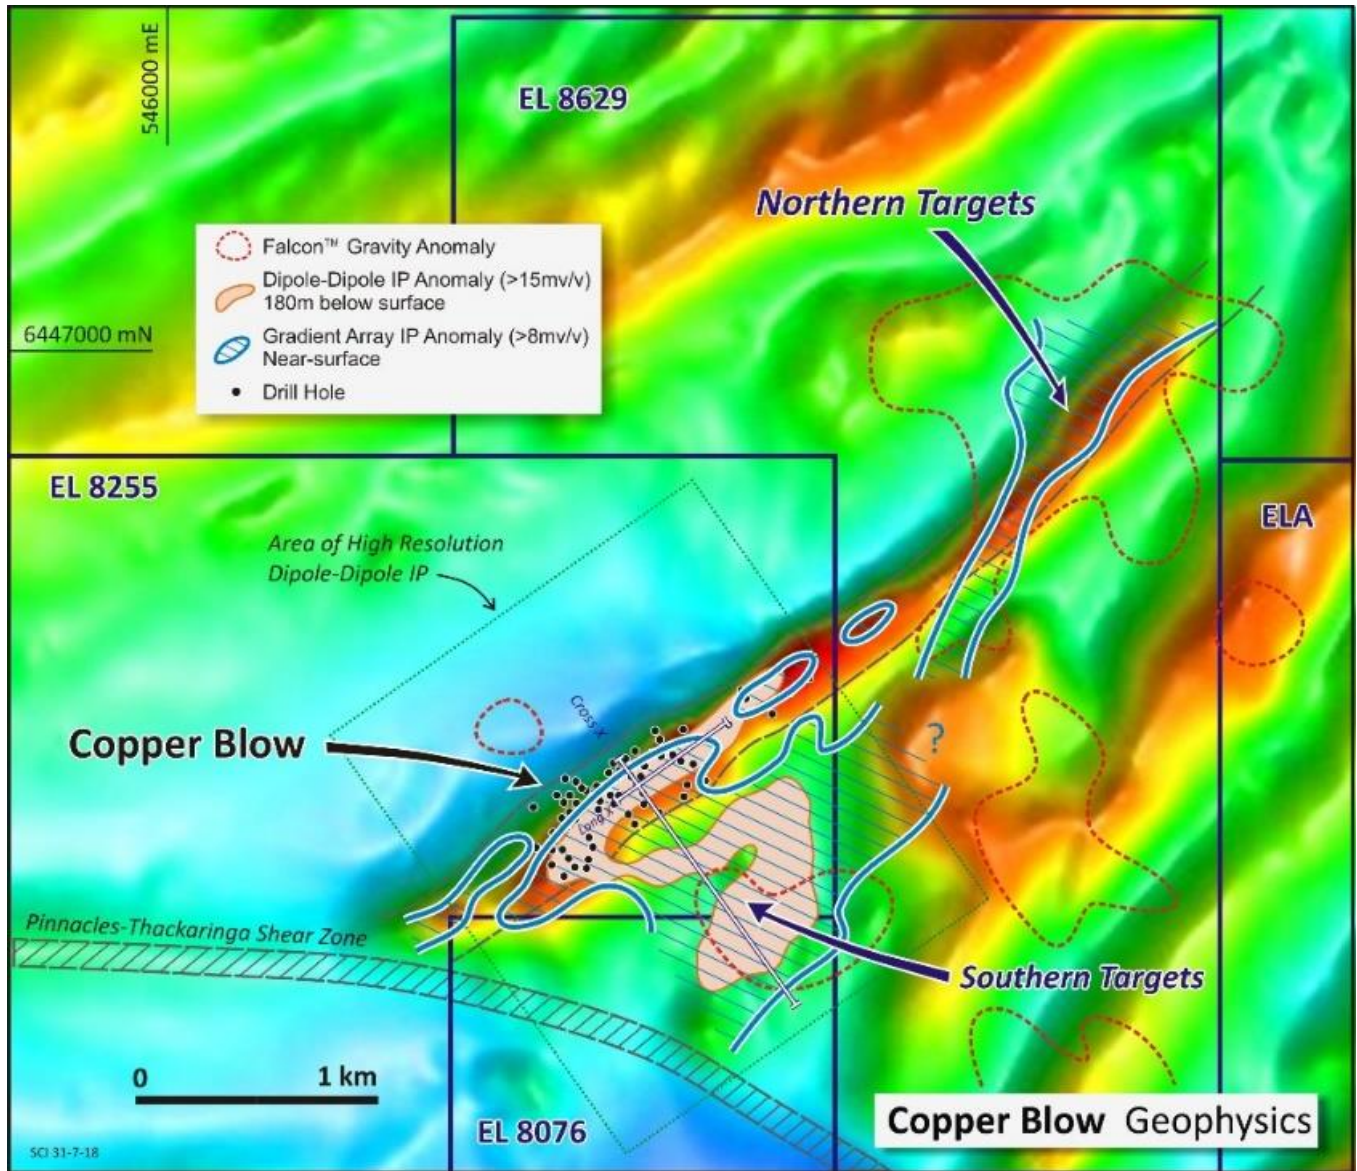 546000 mE
EL 8629
Northern Targets
Falcon™ Gravity Anomaly
Dipole-Dipole IP Anomaly (>15mv/v)
180m below surface
Gradient Array IP Anomaly (>8mv/v)
Near-surface
Drill Hole
6447000 mN
EL 8255
ELA
Area of High Resolution
Dipole-Dipole IP
Cross X
Copper Blow
?
Long X
Pinnacles-Thackaringa Shear Zone
Southern Targets
0 1 km
EL 8076
Copper Blow Geophysics
SCI 31-7-18